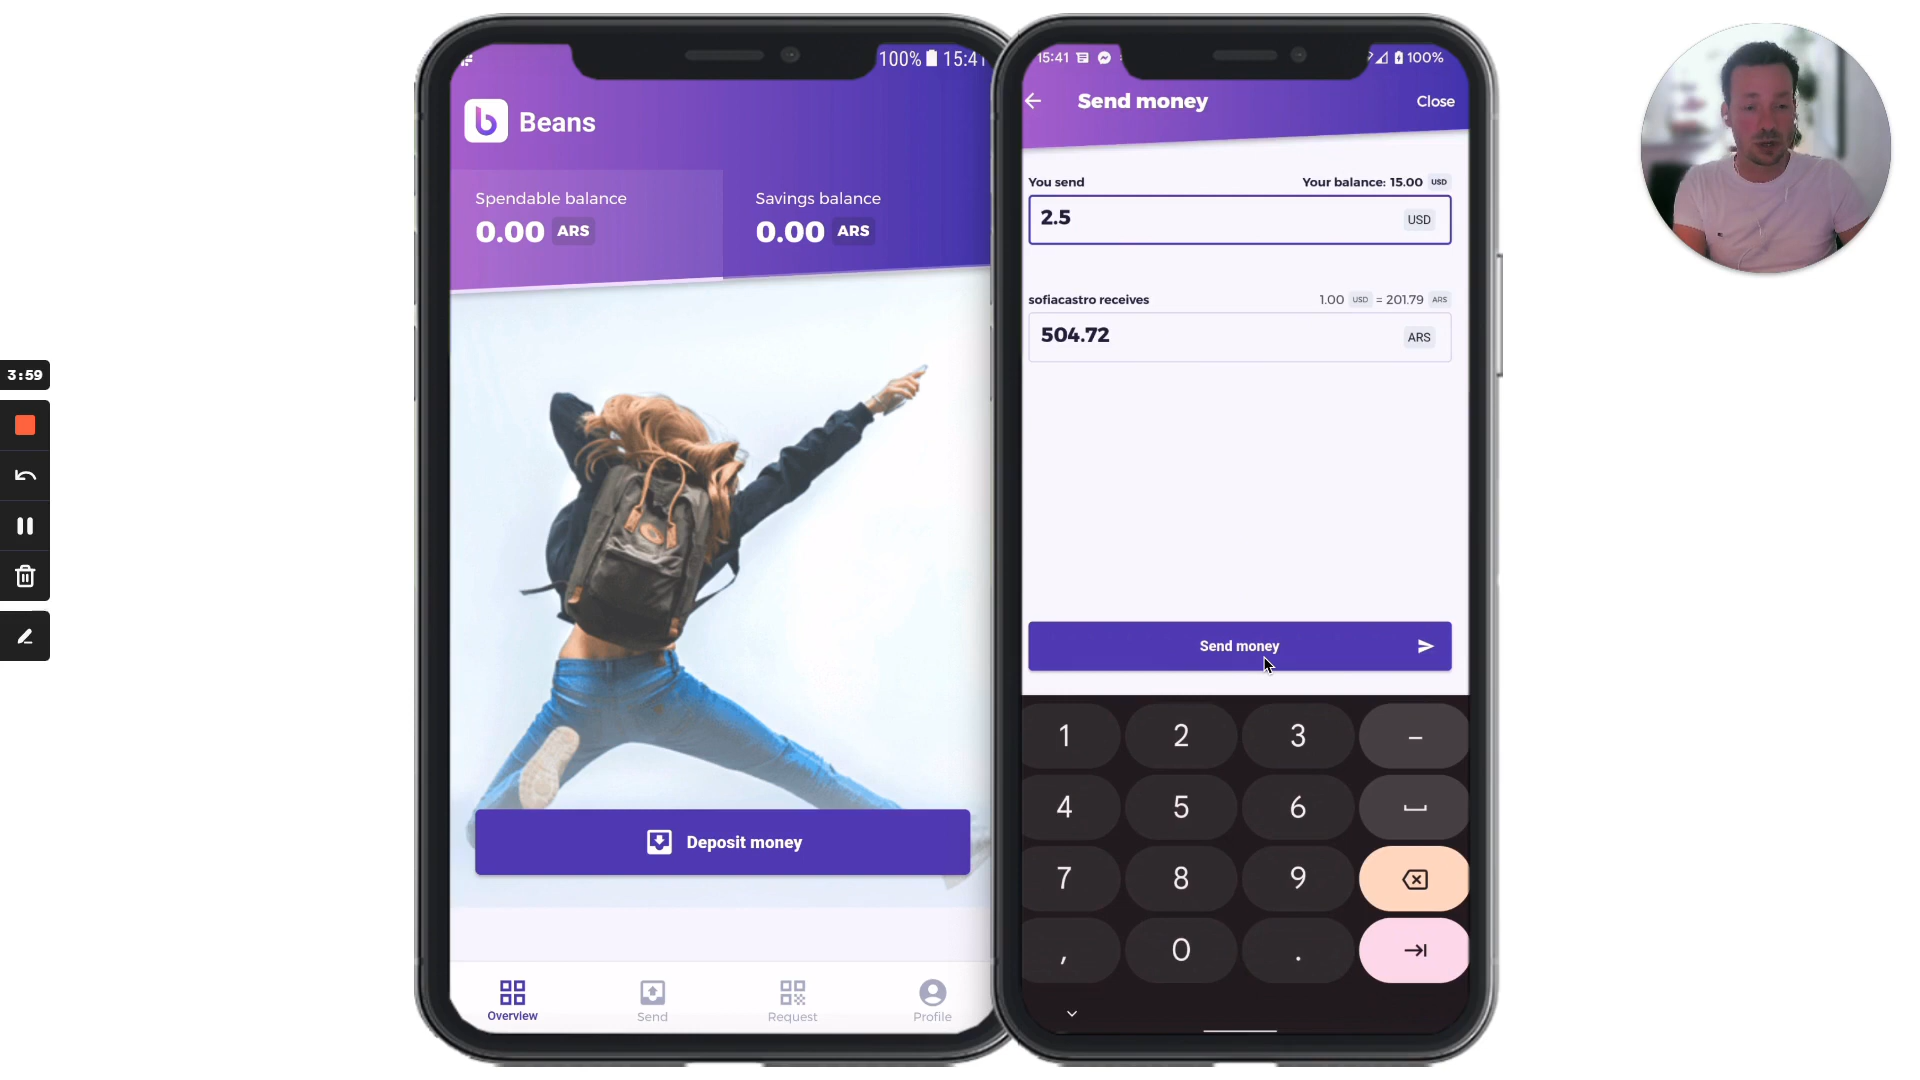 100% 15:41
Beans
Spendable balance
0.00 ARS
Savings balance
0.00 ARS
Deposit money
Overview
Send
Request
Profile
15:41
100%
Send money
Close
You send
Your balance: 15.00 USD
2.5 USD
sofiacastro receives
1.00 USD = 201.79 ARS
504.72 ARS
Send money
1 2 3 –
4 5 6
7 8 9
, 0 .
3:59